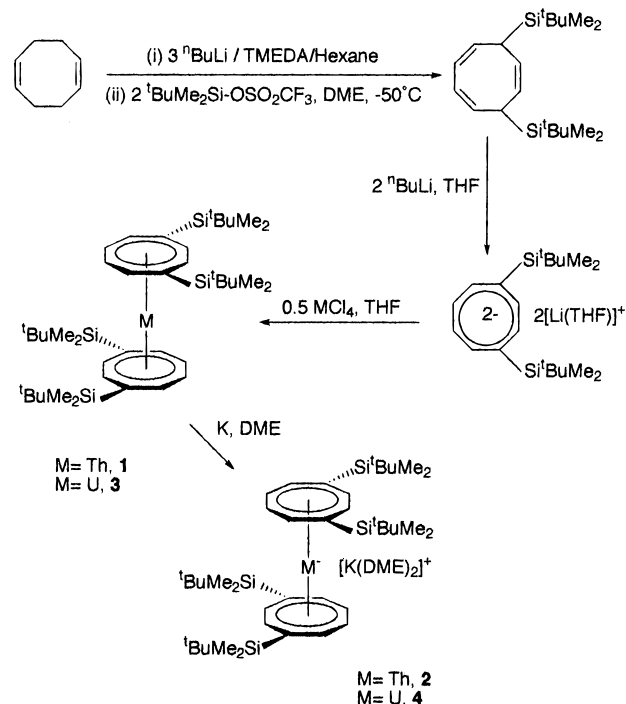 SiᵗBuMe₂
(i) 3 ⁿBuLi / TMEDA/Hexane
(ii) 2 ᵗBuMe₂Si-OSO₂CF₃, DME, -50°C
SiᵗBuMe₂
2 ⁿBuLi, THF
SiᵗBuMe₂
SiᵗBuMe₂
SiᵗBuMe₂
M
0.5 MCl₄, THF
2-
2[Li(THF)]⁺
ᵗBuMe₂Si
SiᵗBuMe₂
ᵗBuMe₂Si
K, DME
M= Th, 1
M= U, 3
SiᵗBuMe₂
SiᵗBuMe₂
M⁻
[K(DME)₂]⁺
ᵗBuMe₂Si
ᵗBuMe₂Si
M= Th, 2
M= U, 4